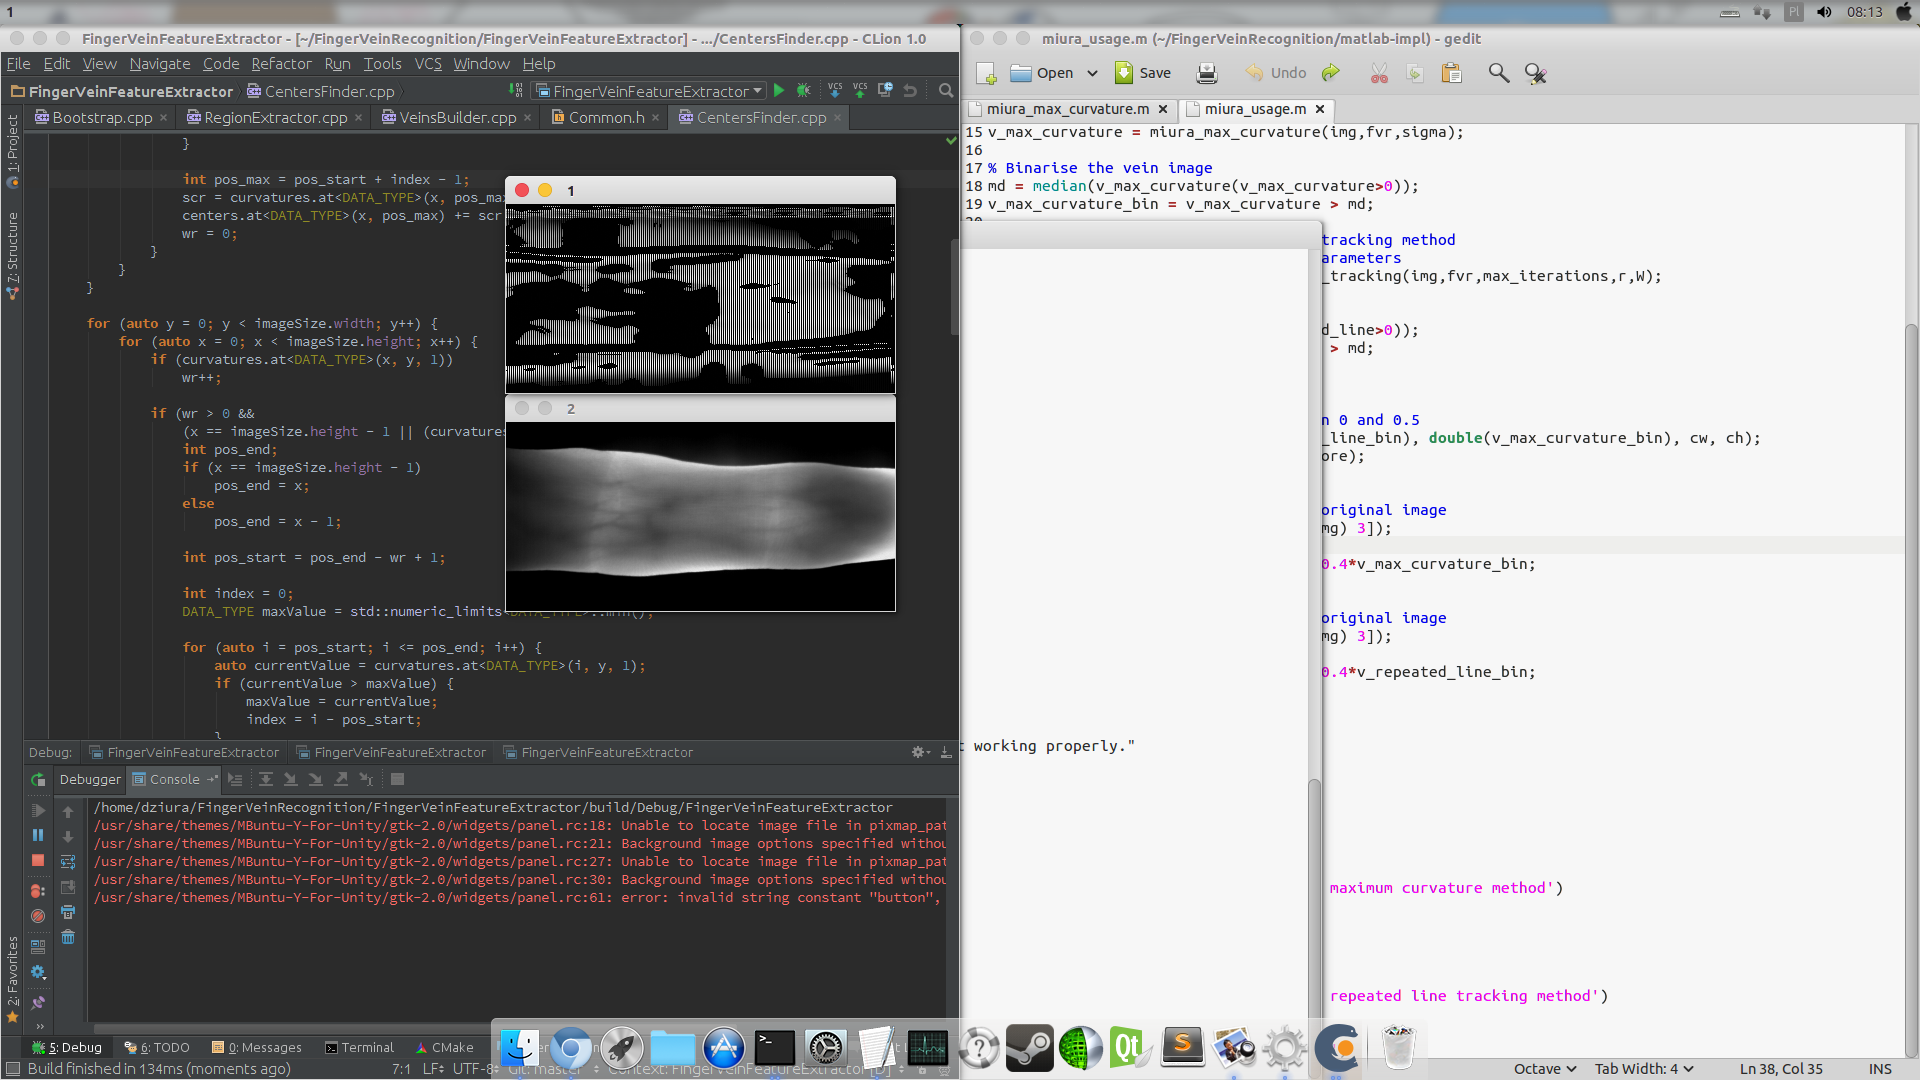 1
Pl
08:13
FingerVeinFeatureExtractor - [~/FingerVeinRecognition/FingerVeinFeatureExtractor] - .../CentersFinder.cpp - CLion 1.0
File Edit View Navigate Code Refactor Run Tools VCS Window Help
FingerVeinFeatureExtractor CentersFinder.cpp
FingerVeinFeatureExtractor
VCS VCS
Bootstrap.cpp RegionExtractor.cpp VeinsBuilder.cpp Common.h CentersFinder.cpp
1: Project
7: Structure
2: Favorites
}
int pos_max = pos_start + index - 1;
scr = curvatures.at<DATA_TYPE>(x, pos_max
centers.at<DATA_TYPE>(x, pos_max) += scr
wr = 0;
}
}
}
for (auto y = 0; y < imageSize.width; y++) {
for (auto x = 0; x < imageSize.height; x++) {
if (curvatures.at<DATA_TYPE>(x, y, 1))
wr++;
if (wr > 0 &&
(x == imageSize.height - 1 || (curvatures
int pos_end;
if (x == imageSize.height - 1)
pos_end = x;
else
pos_end = x - 1;
int pos_start = pos_end - wr + 1;
int index = 0;
DATA_TYPE maxValue = std::numeric_limits<DATA_TYPE>::min();
for (auto i = pos_start; i <= pos_end; i++) {
auto currentValue = curvatures.at<DATA_TYPE>(i, y, 1);
if (currentValue > maxValue) {
maxValue = currentValue;
index = i - pos_start;
}
1
2
Debug: FingerVeinFeatureExtractor FingerVeinFeatureExtractor FingerVeinFeatureExtractor
Debugger Console
/home/dziura/FingerVeinRecognition/FingerVeinFeatureExtractor/build/Debug/FingerVeinFeatureExtractor
/usr/share/themes/MBuntu-Y-For-Unity/gtk-2.0/widgets/panel.rc:18: Unable to locate image file in pixmap_pat
/usr/share/themes/MBuntu-Y-For-Unity/gtk-2.0/widgets/panel.rc:21: Background image options specified withou
/usr/share/themes/MBuntu-Y-For-Unity/gtk-2.0/widgets/panel.rc:27: Unable to locate image file in pixmap_pat
/usr/share/themes/MBuntu-Y-For-Unity/gtk-2.0/widgets/panel.rc:30: Background image options specified withou
/usr/share/themes/MBuntu-Y-For-Unity/gtk-2.0/widgets/panel.rc:61: error: invalid string constant "button",
5: Debug 6: TODO 0: Messages Terminal CMake
Build finished in 134ms (moments ago) 7:1 LF UTF-8 Git: master Context: FingerVeinFeatureExtractor [D
miura_usage.m (~/FingerVeinRecognition/matlab-impl) - gedit
Open Save Undo
miura_max_curvature.m miura_usage.m
15 v_max_curvature = miura_max_curvature(img,fvr,sigma);
16
17 % Binarise the vein image
18 md = median(v_max_curvature(v_max_curvature>0));
19 v_max_curvature_bin = v_max_curvature > md;
20
tracking method
arameters
_tracking(img,fvr,max_iterations,r,W);
d_line>0));
> md;
n 0 and 0.5
_line_bin), double(v_max_curvature_bin), cw, ch);
ore);
original image
mg) 3]);
0.4*v_max_curvature_bin;
original image
mg) 3]);
0.4*v_repeated_line_bin;
t working properly."
maximum curvature method')
repeated line tracking method')
Qt
S
Octave Tab Width: 4 Ln 38, Col 35 INS